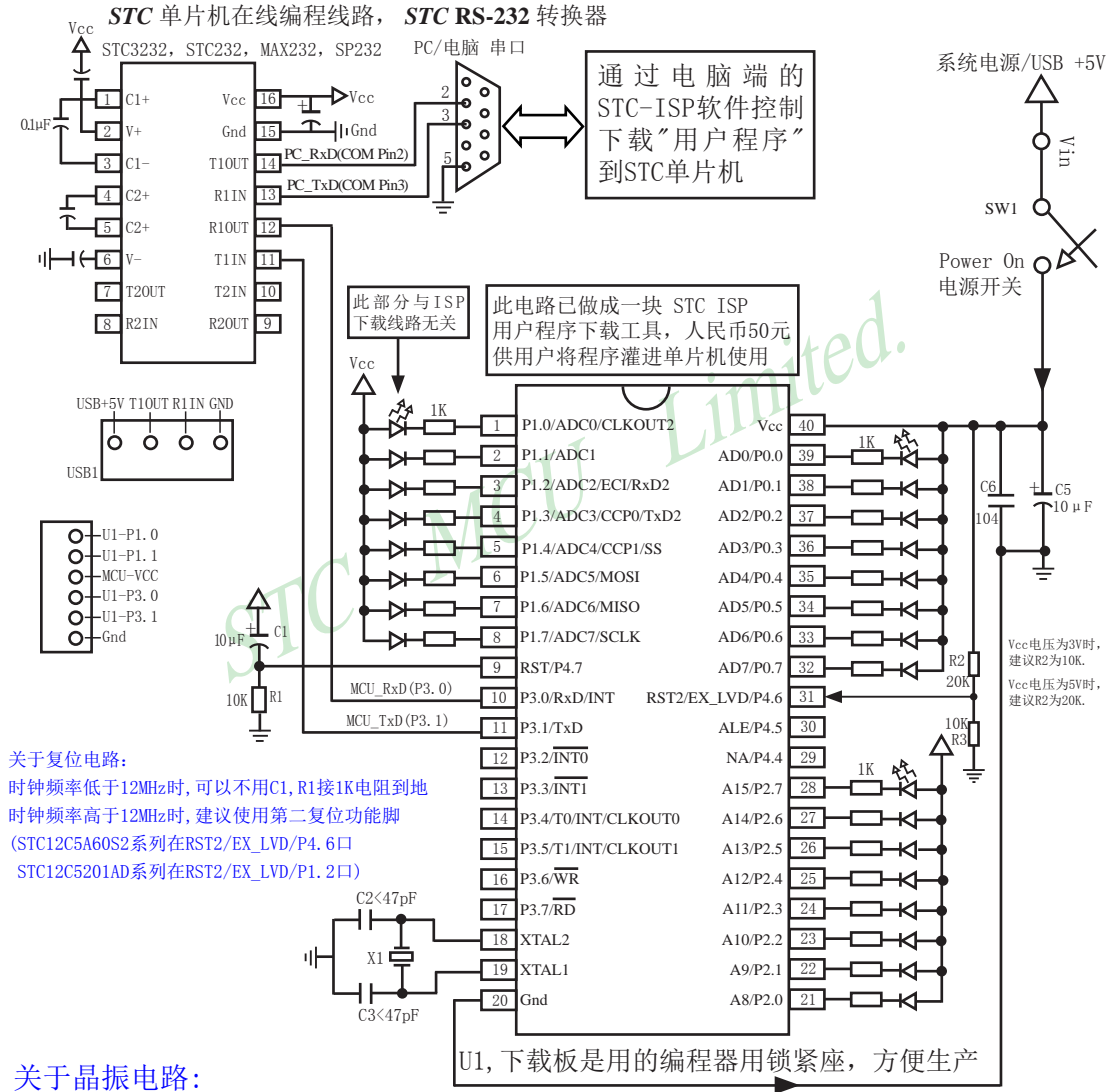 STC 单片机在线编程线路， STC RS-232 转换器
Vcc
STC3232, STC232, MAX232, SP232
PC/电脑 串口
0.1μF
1 C1+
2 V+
3 C1-
4 C2+
5 C2+
6 V-
7 T2OUT
8 R2IN
Vcc 16
Gnd 15
T1OUT 14
R1IN 13
R1OUT 12
T1IN 11
T2IN 10
R2OUT 9
+
Vcc
Gnd
PC_RxD(COM Pin2)
PC_TxD(COM Pin3)
2
3
5
通过电脑端的
STC-ISP软件控制
下载"用户程序"
到STC单片机
系统电源/USB +5V
Vin
SW1
Power On
电源开关
此部分与ISP
下载线路无关
此电路已做成一块 STC ISP
用户程序下载工具，人民币50元
供用户将程序灌进单片机使用
USB+5V T1OUT R1IN GND
USB1
U1-P1.0
U1-P1.1
MCU-VCC
U1-P3.0
U1-P3.1
Gnd
Vcc
1K
1 P1.0/ADC0/CLKOUT2
2 P1.1/ADC1
3 P1.2/ADC2/ECI/RxD2
4 P1.3/ADC3/CCP0/TxD2
5 P1.4/ADC4/CCP1/SS
6 P1.5/ADC5/MOSI
7 P1.6/ADC6/MISO
8 P1.7/ADC7/SCLK
9 RST/P4.7
10 P3.0/RxD/INT
11 P3.1/TxD
12 P3.2/INT0
13 P3.3/INT1
14 P3.4/T0/INT/CLKOUT0
15 P3.5/T1/INT/CLKOUT1
16 P3.6/WR
17 P3.7/RD
18 XTAL2
19 XTAL1
20 Gnd
Vcc 40
AD0/P0.0 39
AD1/P0.1 38
AD2/P0.2 37
AD3/P0.3 36
AD4/P0.4 35
AD5/P0.5 34
AD6/P0.6 33
AD7/P0.7 32
RST2/EX_LVD/P4.6 31
ALE/P4.5 30
NA/P4.4 29
A15/P2.7 28
A14/P2.6 27
A13/P2.5 26
A12/P2.4 25
A11/P2.3 24
A10/P2.2 23
A9/P2.1 22
A8/P2.0 21
1K
1K
C6
104
+
C5
10μF
R2
20K
10K
R3
Vcc电压为3V时，
建议R2为10K.
Vcc电压为5V时，
建议R2为20K.
10μF
+
C1
10K
R1
MCU_RxD(P3.0)
MCU_TxD(P3.1)
关于复位电路:
时钟频率低于12MHz时,可以不用C1,R1接1K电阻到地
时钟频率高于12MHz时,建议使用第二复位功能脚
(STC12C5A60S2系列在RST2/EX_LVD/P4.6口
STC12C5201AD系列在RST2/EX_LVD/P1.2口)
C2<47pF
X1
C3<47pF
U1,下载板是用的编程器用锁紧座，方便生产
关于晶振电路:
STC MCU Limited.